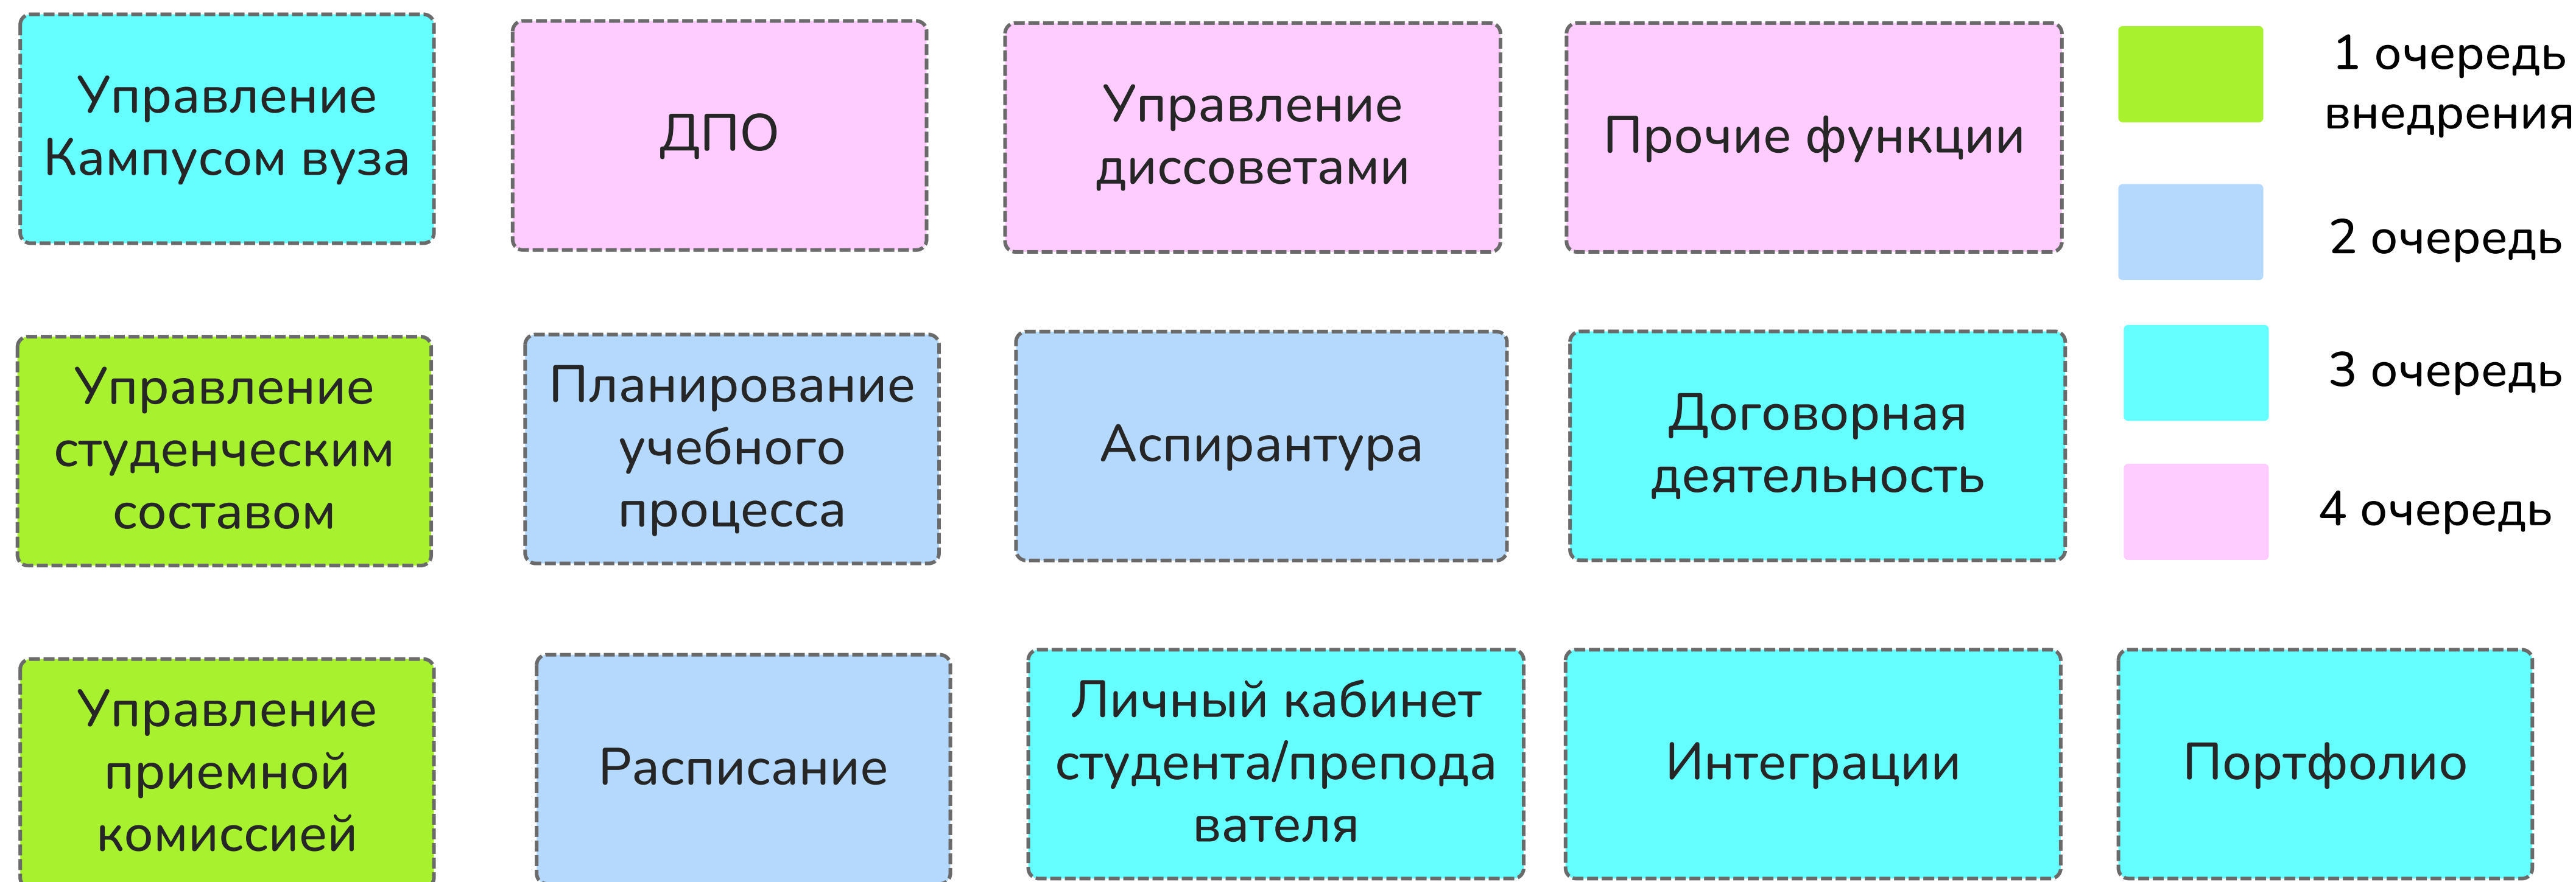 Управление
Кампусом вуза
ДПО
Управление
диссоветами
Прочие функции
1 очередь
внедрения
2 очередь
3 очередь
4 очередь
Управление
студенческим
составом
Планирование
учебного
процесса
Аспирантура
Договорная
деятельность
Управление
приемной
комиссией
Расписание
Личный кабинет
студента/препода
вателя
Интеграции
Портфолио